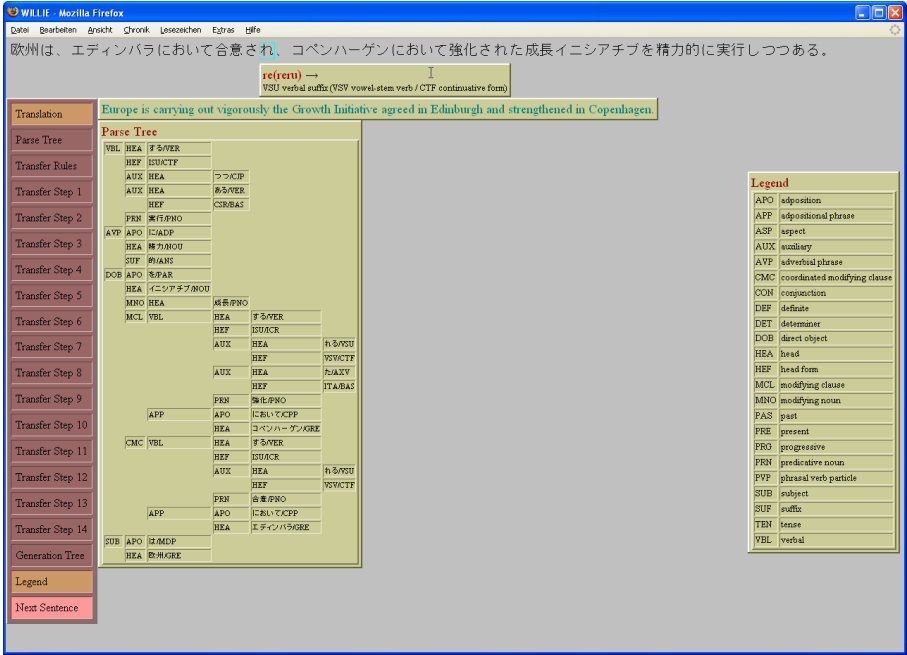 WILLIE - Mozilla Firefox
Datei Bearbeiten Ansicht Chronik Lesezeichen Extras Hilfe
欧州は、エディンバラにおいて合意され、コペンハーゲンにおいて強化された成長イニシアチブを精力的に実行しつつある。
re(reru) →
VSU verbal suffix (VSV vowel-stem verb / CTF continuative form)
Europe is carrying out vigorously the Growth Initiative agreed in Edinburgh and strengthened in Copenhagen.
Translation
Parse Tree
Transfer Rules
Transfer Step 1
Transfer Step 2
Transfer Step 3
Transfer Step 4
Transfer Step 5
Transfer Step 6
Transfer Step 7
Transfer Step 8
Transfer Step 9
Transfer Step 10
Transfer Step 11
Transfer Step 12
Transfer Step 13
Transfer Step 14
Generation Tree
Legend
Next Sentence
Parse Tree
VBL HEA する/VER
HEF ISU/CTF
AUX HEA つつ/CJP
AUX HEA ある/VER
HEF CSR/BAS
PRN 実行/PNO
AVP APO に/ADP
HEA 精力/NOU
SUF 的/ANS
DOB APO を/PAR
HEA イニシアチブ/NOU
MNO HEA 成長/PNO
MCL VBL HEA する/VER
HEF ISU/ICR
AUX HEA れる/VSU
HEF VSV/CTF
AUX HEA た/AXV
HEF ITA/BAS
PRN 強化/PNO
APP APO において/CPP
HEA コペンハーゲン/GRE
CMC VBL HEA する/VER
HEF ISU/ICR
AUX HEA れる/VSU
HEF VSV/CTF
PRN 合意/PNO
APP APO において/CPP
HEA エディンバラ/GRE
SUB APO は/MDP
HEA 欧州/GRE
Legend
APO adposition
APP adpositional phrase
ASP aspect
AUX auxiliary
AVP adverbial phrase
CMC coordinated modifying clause
CON conjunction
DEF definite
DET determiner
DOB direct object
HEA head
HEF head form
MCL modifying clause
MNO modifying noun
PAS past
PRE present
PRG progressive
PRN predicative noun
PVP phrasal verb particle
SUB subject
SUF suffix
TEN tense
VBL verbal